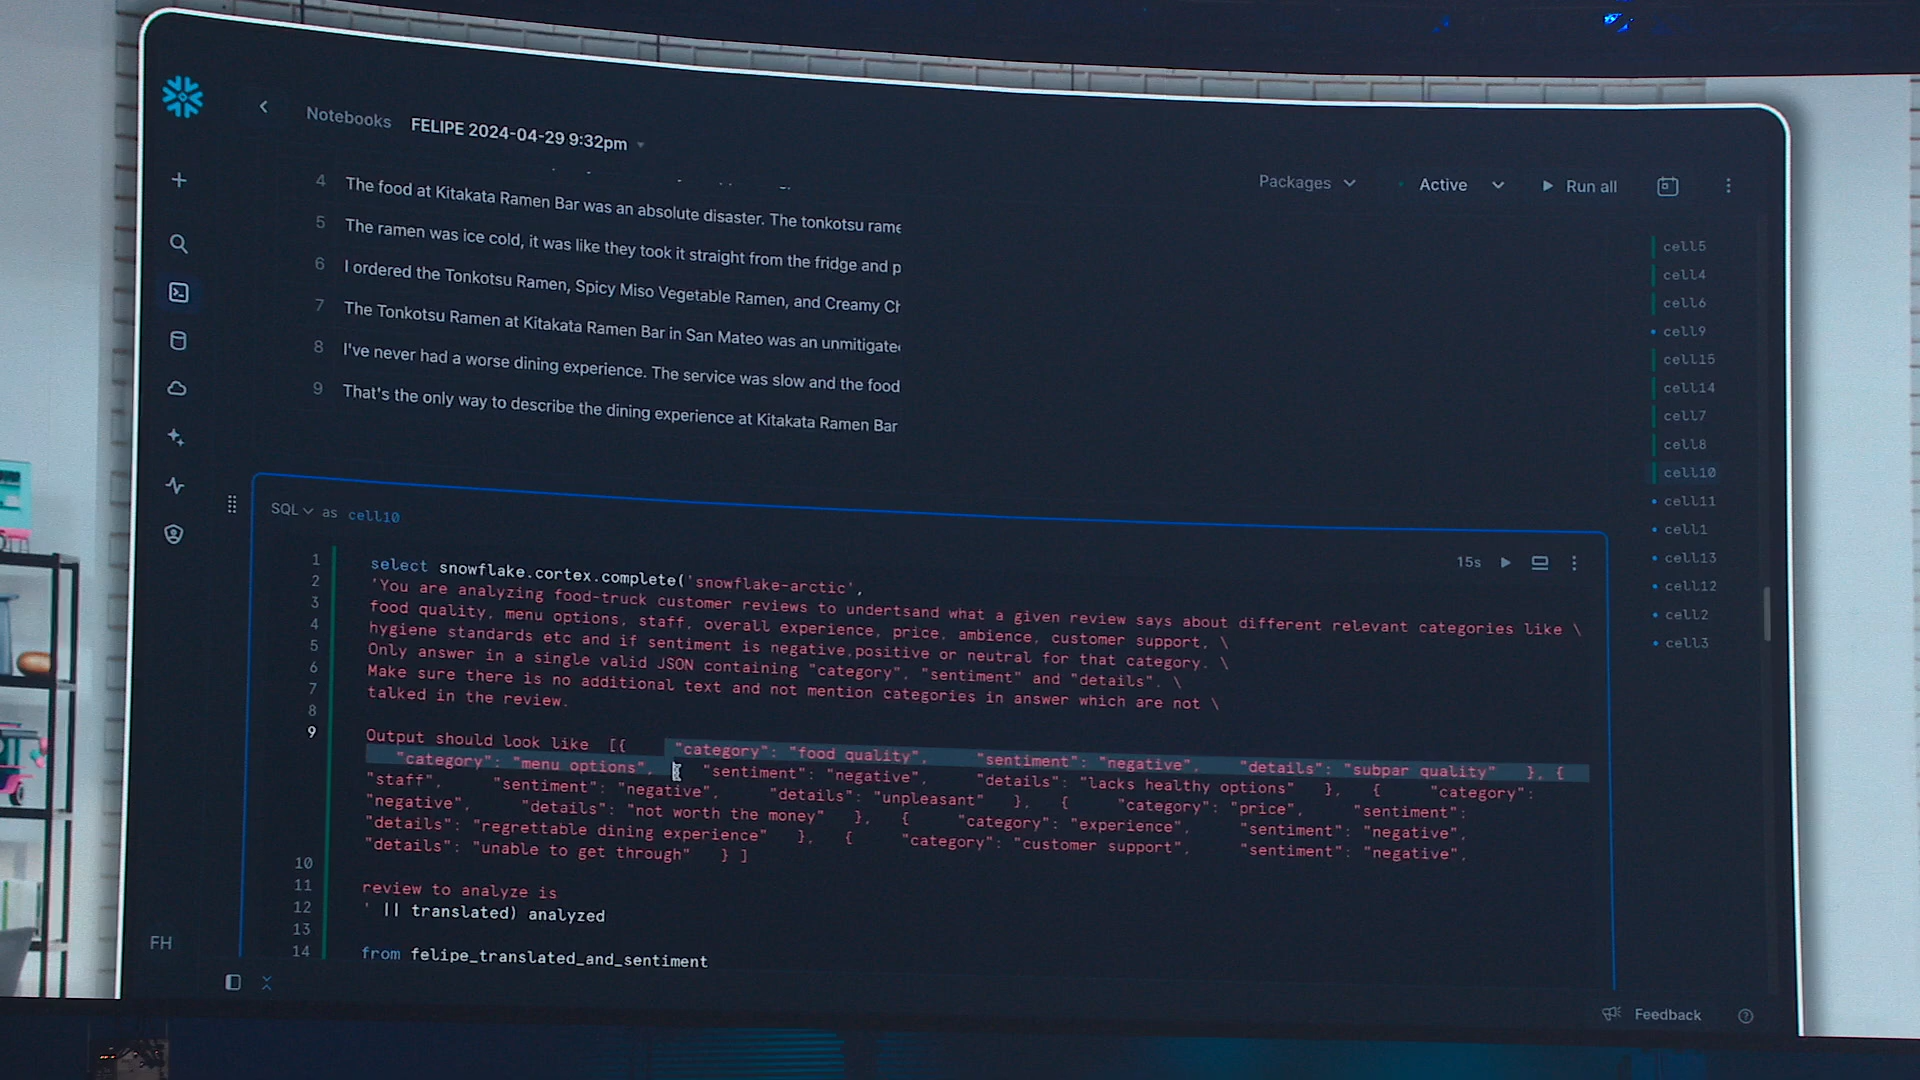 Notebooks FELIPE 2024-04-29 9:32pm
Packages Active Run all
4 The food at Kitakata Ramen Bar was an absolute disaster. The tonkotsu rame
5 The ramen was ice cold, it was like they took it straight from the fridge and p
6 I ordered the Tonkotsu Ramen, Spicy Miso Vegetable Ramen, and Creamy Ch
7 The Tonkotsu Ramen at Kitakata Ramen Bar in San Mateo was an unmitigate
8 I've never had a worse dining experience. The service was slow and the food
9 That's the only way to describe the dining experience at Kitakata Ramen Bar
cell5
cell4
cell6
cell9
cell15
cell14
cell7
cell8
cell10
cell11
cell1
cell13
cell12
cell2
cell3
SQL as cell10
15s
1 select snowflake.cortex.complete('snowflake-arctic',
2 'You are analyzing food-truck customer reviews to undertsand what a given review says about different relevant categories like \
3 food quality, menu options, staff, overall experience, price, ambience, customer support, \
4 hygiene standards etc and if sentiment is negative,positive or neutral for that category. \
5 Only answer in a single valid JSON containing "category", "sentiment" and "details". \
6 Make sure there is no additional text and not mention categories in answer which are not \
7 talked in the review.
8
9 Output should look like [{ "category": "food quality", "sentiment": "negative", "details": "subpar quality" }, {
"category": "menu options", "sentiment": "negative", "details": "lacks healthy options" }, { "category":
"staff", "sentiment": "negative", "details": "unpleasant" }, { "category": "price", "sentiment":
"negative", "details": "not worth the money" }, { "category": "experience", "sentiment": "negative",
"details": "regrettable dining experience" }, { "category": "customer support", "sentiment": "negative",
"details": "unable to get through" } ]
10
11 review to analyze is
12 ' || translated) analyzed
13
14 from felipe_translated_and_sentiment
FH
Feedback